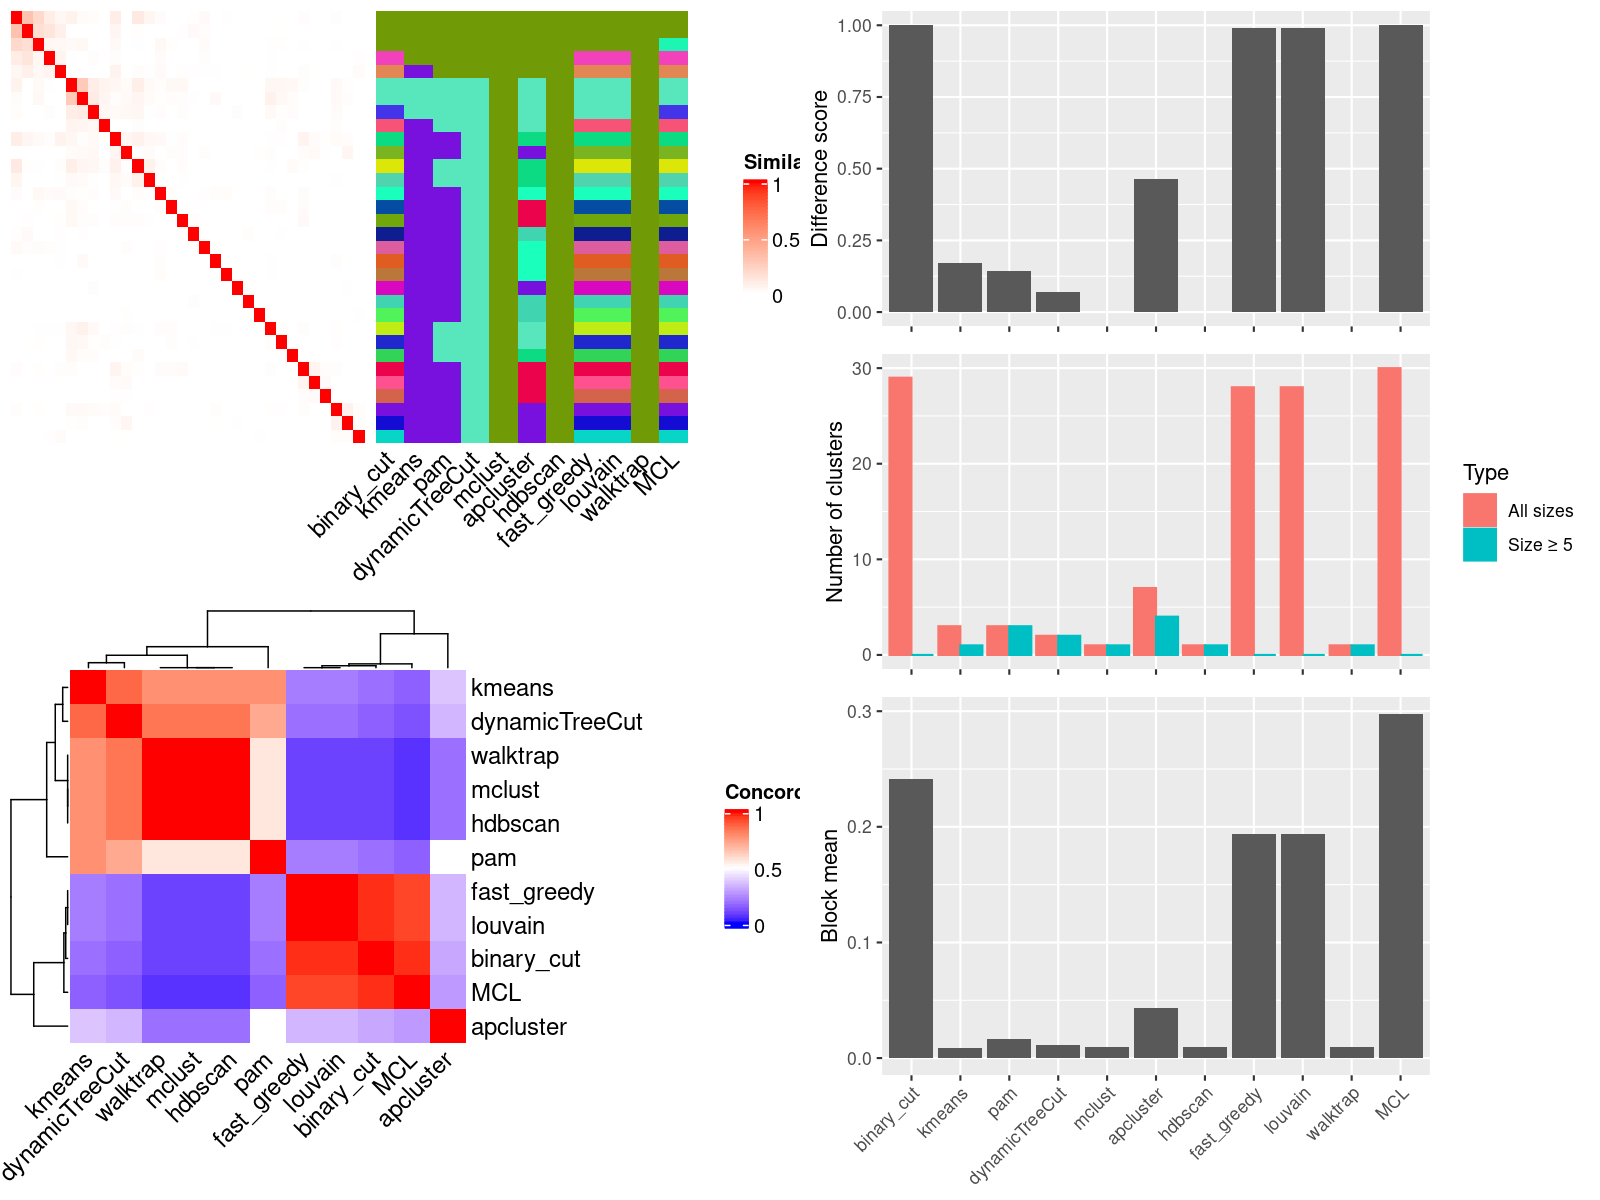 Simila
1
0.5
0
binary_cut
kmeans
pam
dynamicTreeCut
mclust
apcluster
hdbscan
fast_greedy
louvain
walktrap
MCL
kmeans
dynamicTreeCut
walktrap
mclust
hdbscan
pam
fast_greedy
louvain
binary_cut
MCL
apcluster
kmeans
dynamicTreeCut
walktrap
mclust
hdbscan
pam
fast_greedy
louvain
binary_cut
MCL
apcluster
Concord
1
0.5
0
Difference score
1.00
0.75
0.50
0.25
0.00
Number of clusters
30
20
10
0
Type
All sizes
Size ≥ 5
Block mean
0.3
0.2
0.1
0.0
binary_cut
kmeans
pam
dynamicTreeCut
mclust
apcluster
hdbscan
fast_greedy
louvain
walktrap
MCL